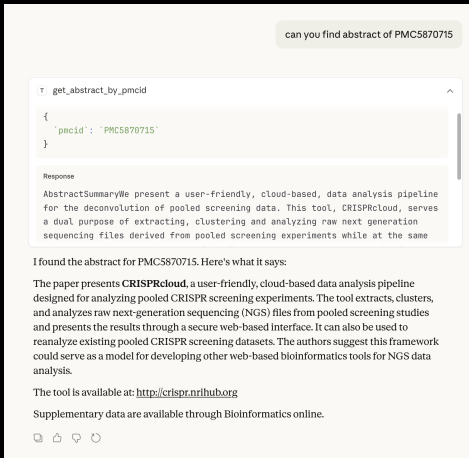 can you find abstract of PMC5870715
T get_abstract_by_pmcid
{
`pmcid`: `PMC5870715`
}
Response
AbstractSummaryWe present a user-friendly, cloud-based, data analysis pipeline
for the deconvolution of pooled screening data. This tool, CRISPRcloud, serves
a dual purpose of extracting, clustering and analyzing raw next generation
sequencing files derived from pooled screening experiments while at the same
I found the abstract for PMC5870715. Here's what it says:
The paper presents CRISPRcloud, a user-friendly, cloud-based data analysis pipeline
designed for analyzing pooled CRISPR screening experiments. The tool extracts, clusters,
and analyzes raw next-generation sequencing (NGS) files from pooled screening studies
and presents the results through a secure web-based interface. It can also be used to
reanalyze existing pooled CRISPR screening datasets. The authors suggest this framework
could serve as a model for developing other web-based bioinformatics tools for NGS data
analysis.
The tool is available at: http://crispr.nrihub.org
Supplementary data are available through Bioinformatics online.